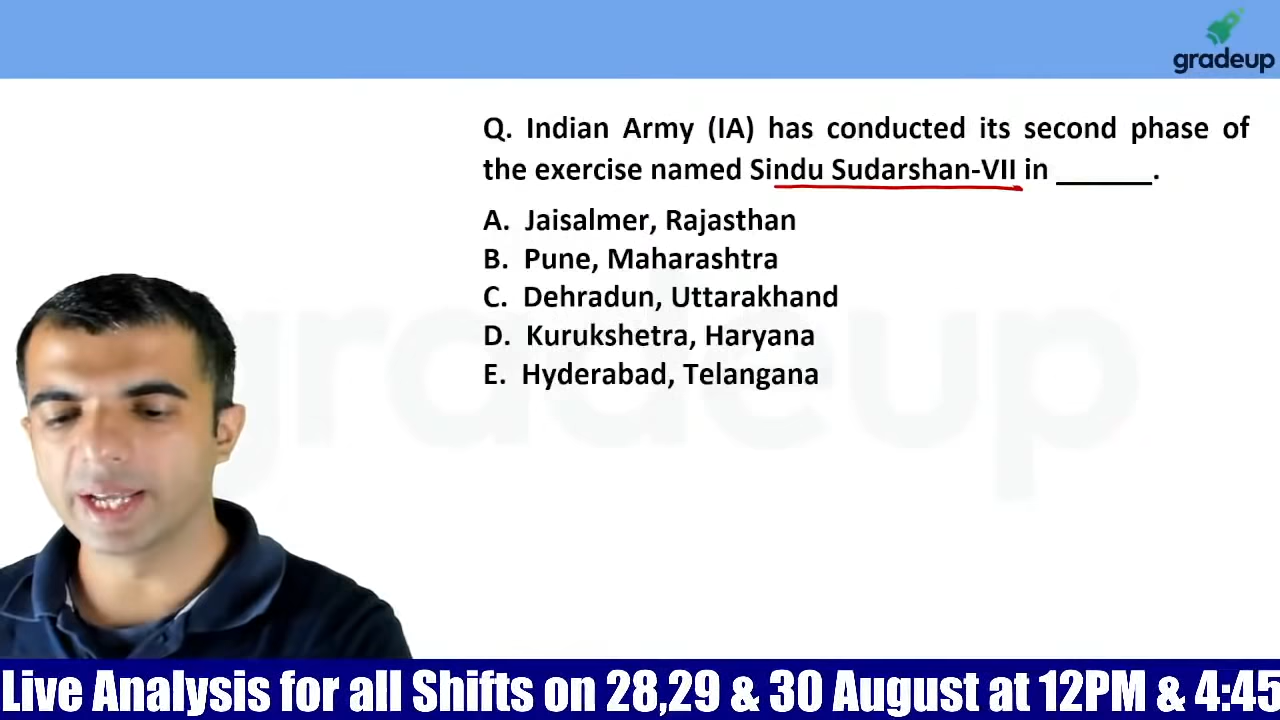 gradeup
Q. Indian Army (IA) has conducted its second phase of
the exercise named Sindu Sudarshan-VII in ______.
A. Jaisalmer, Rajasthan
B. Pune, Maharashtra
C. Dehradun, Uttarakhand
D. Kurukshetra, Haryana
E. Hyderabad, Telangana
gradeup
Live Analysis for all Shifts on 28,29 & 30 August at 12PM & 4:45